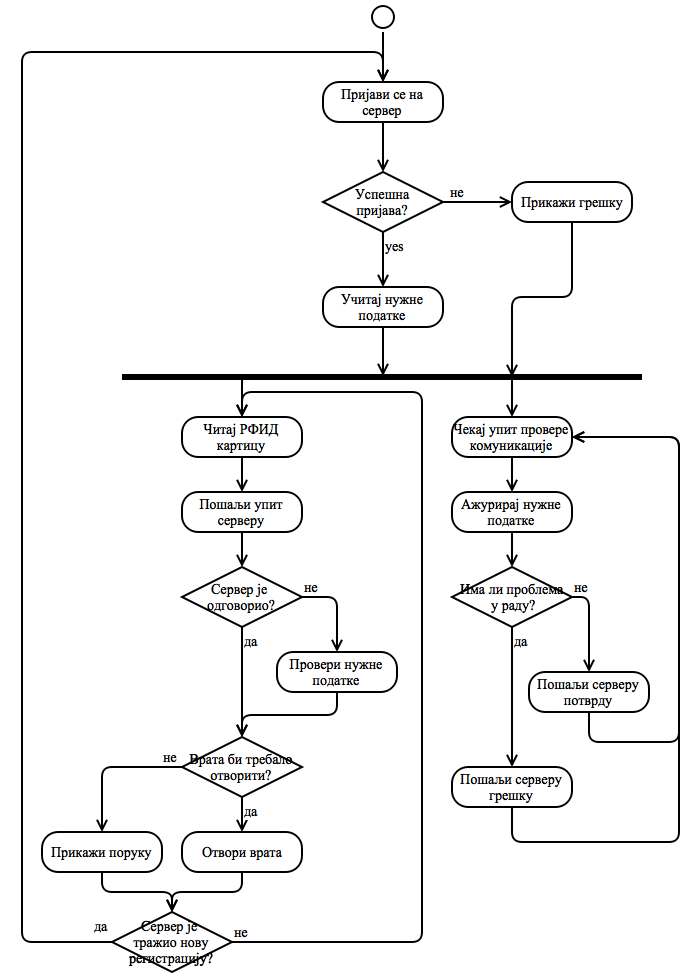 Пријави се на
сервер
Успешна
пријава?
не
Прикажи грешку
yes
Учитај нужне
податке
Читај РФИД
картицу
Чекај упит провере
комуникације
Пошаљи упит
серверу
Ажурирај нужне
податке
Сервер је
одговорио?
не
Има ли проблема
у раду?
не
да
да
Провери нужне
податке
Пошаљи серверу
потврду
Врата би требало
отворити?
не
да
Пошаљи серверу
грешку
Прикажи поруку
Отвори врата
Сервер је
тражио нову
регистрацију?
да
не